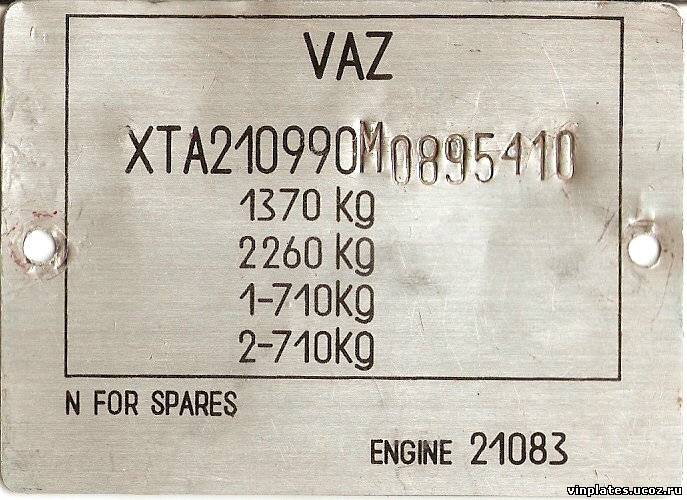 VAZ
XTA210990M0895410
1370 kg
2260 kg
1-710kg
2-710kg
N FOR SPARES
ENGINE 21083
vinplates.ucoz.ru